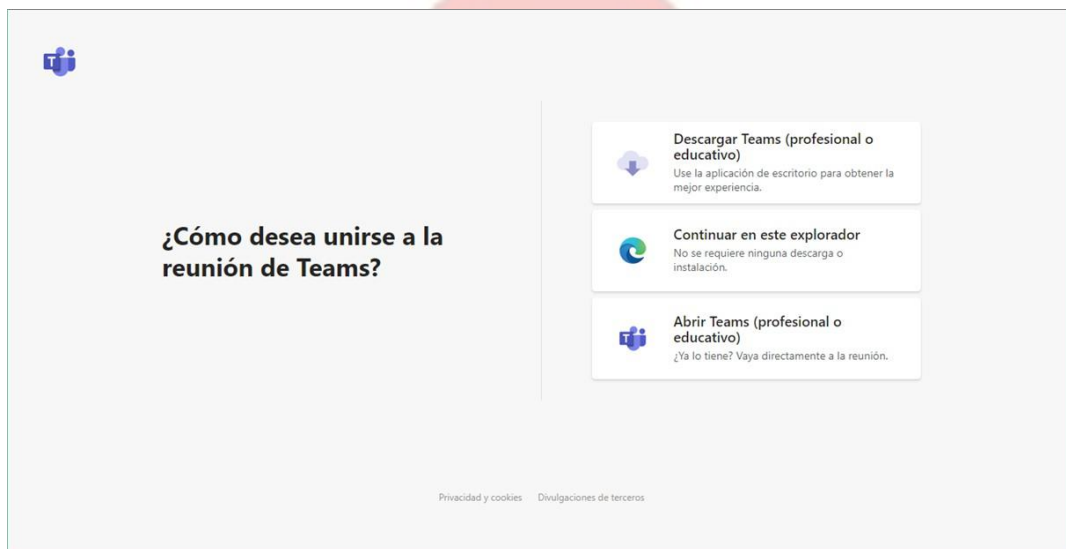 ¿Cómo desea unirse a la
reunión de Teams?
Descargar Teams (profesional o
educativo)
Use la aplicación de escritorio para obtener la
mejor experiencia.
Continuar en este explorador
No se requiere ninguna descarga o
instalación.
Abrir Teams (profesional o
educativo)
¿Ya lo tiene? Vaya directamente a la reunión.
Privacidad y cookies
Divulgaciones de terceros